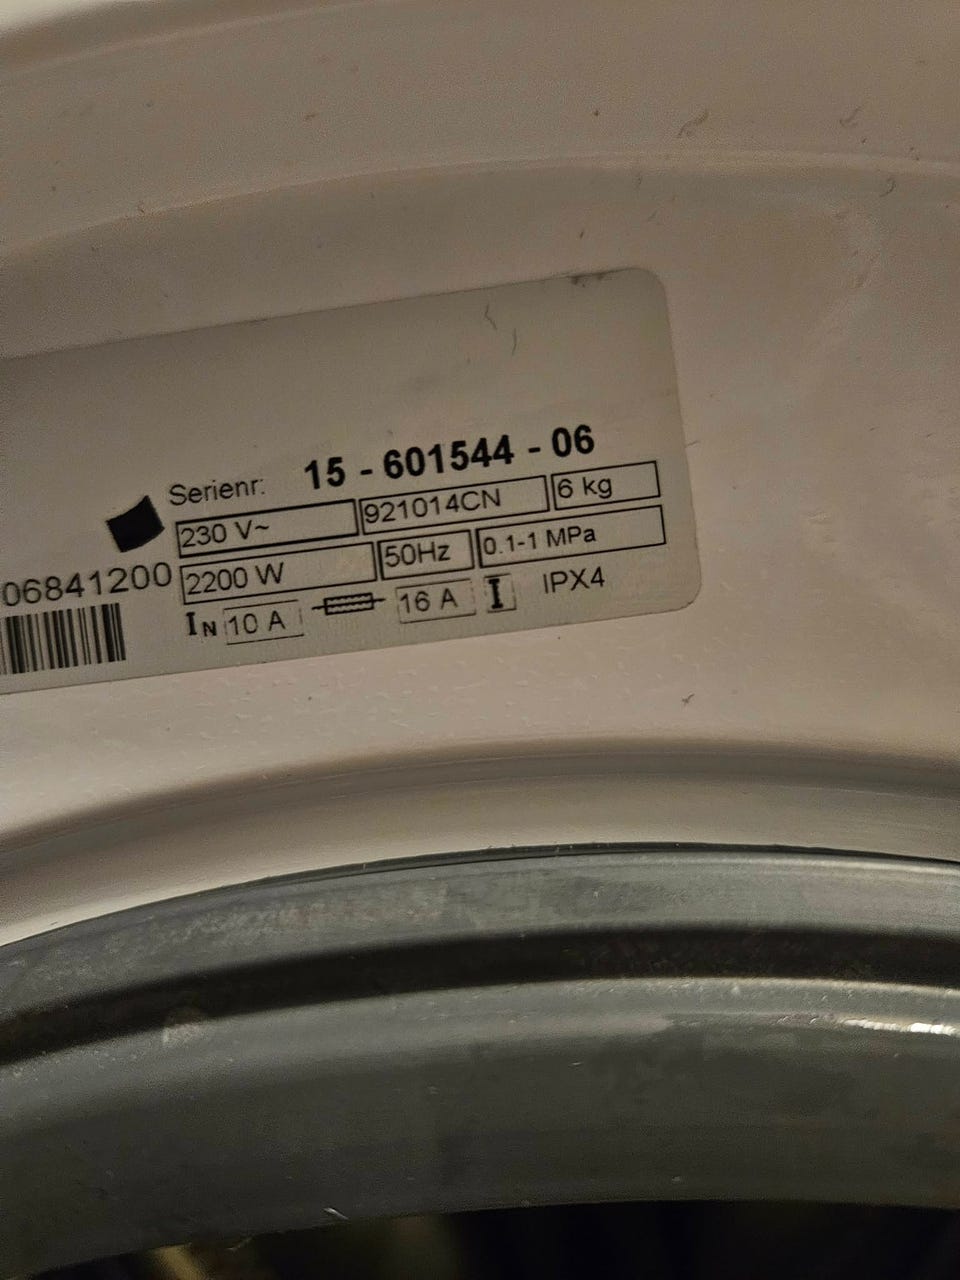 Serienr: 15 - 601544 - 06
230 V~ 921014CN 6 kg
06841200 2200 W 50Hz 0.1-1 MPa
IN 10 A 16 A I IPX4